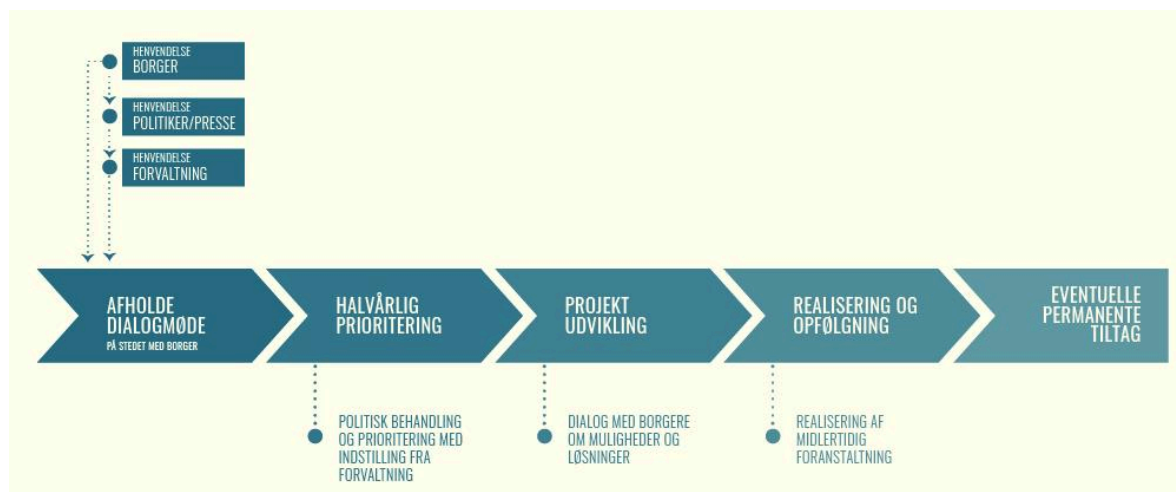 HENVENDELSE
BORGER
HENVENDELSE
POLITIKER/PRESSE
HENVENDELSE
FORVALTNING
AFHOLDE
DIALOGMØDE
PÅ STEDET MED BORGER
HALVÅRLIG
PRIORITERING
PROJEKT
UDVIKLING
REALISERING OG
OPFØLGNING
EVENTUELLE
PERMANENTE
TILTAG
POLITISK BEHANDLING
OG PRIORITERING MED
INDSTILLING FRA
FORVALTNING
DIALOG MED BORGERE
OM MULIGHEDER OG
LØSNINGER
REALISERING AF
MIDLERTIDIG
FORANSTALTNING